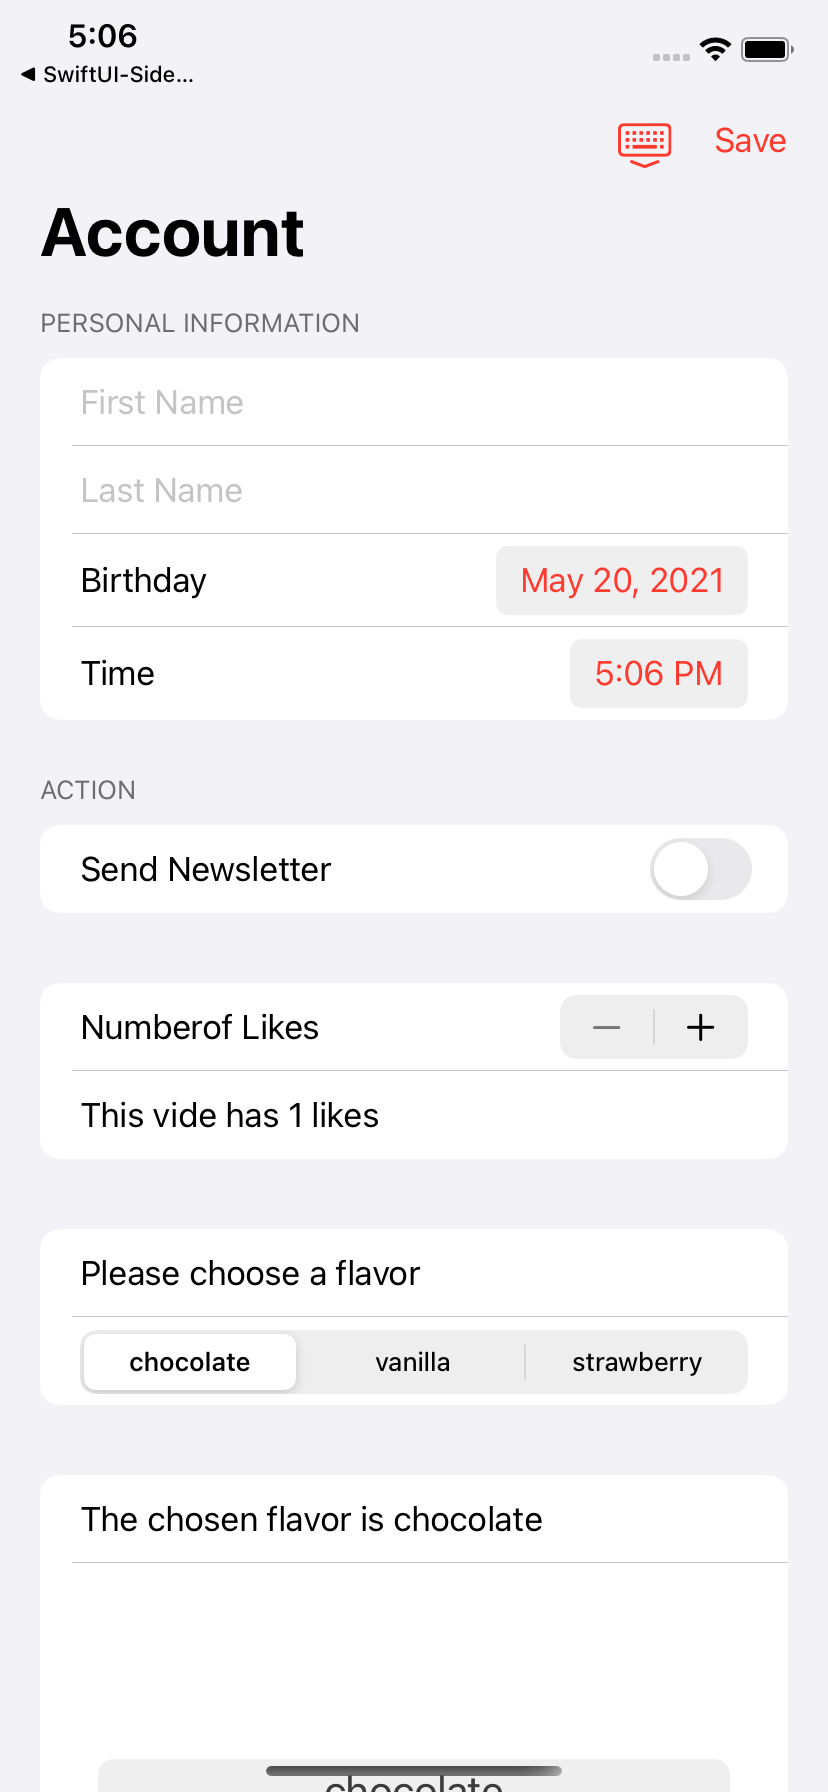 5:06
◀ SwiftUI-Side...
Save
Account
PERSONAL INFORMATION
First Name
Last Name
Birthday May 20, 2021
Time 5:06 PM
ACTION
Send Newsletter
Numberof Likes — +
This vide has 1 likes
Please choose a flavor
chocolate vanilla strawberry
The chosen flavor is chocolate
chocolate